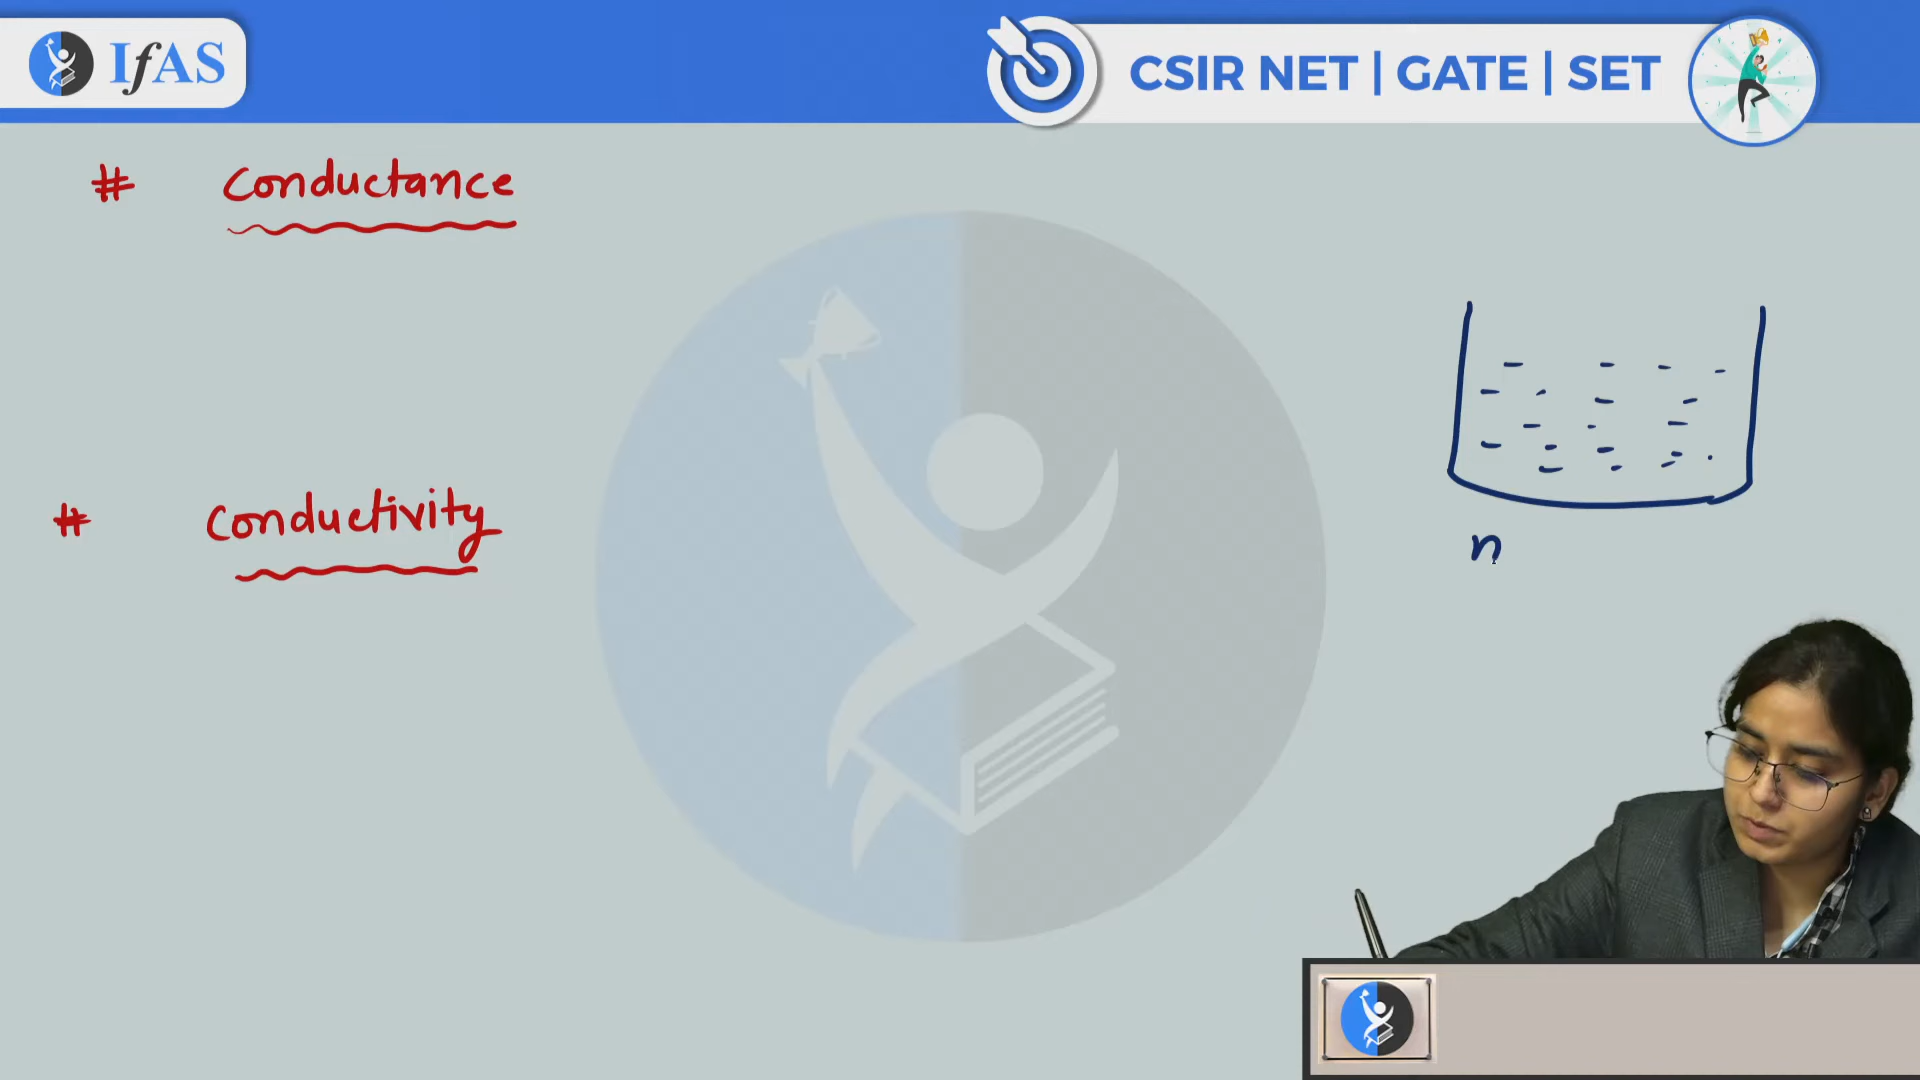 IfAS
CSIR NET | GATE | SET
# Conductance
# Conductivity
n